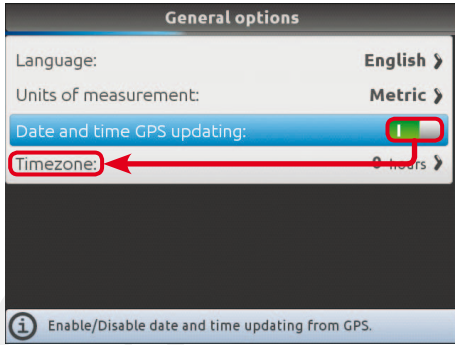 General options
Language: English
Units of measurement: Metric
Date and time GPS updating:
Timezone: 0 hours
Enable/Disable date and time updating from GPS.